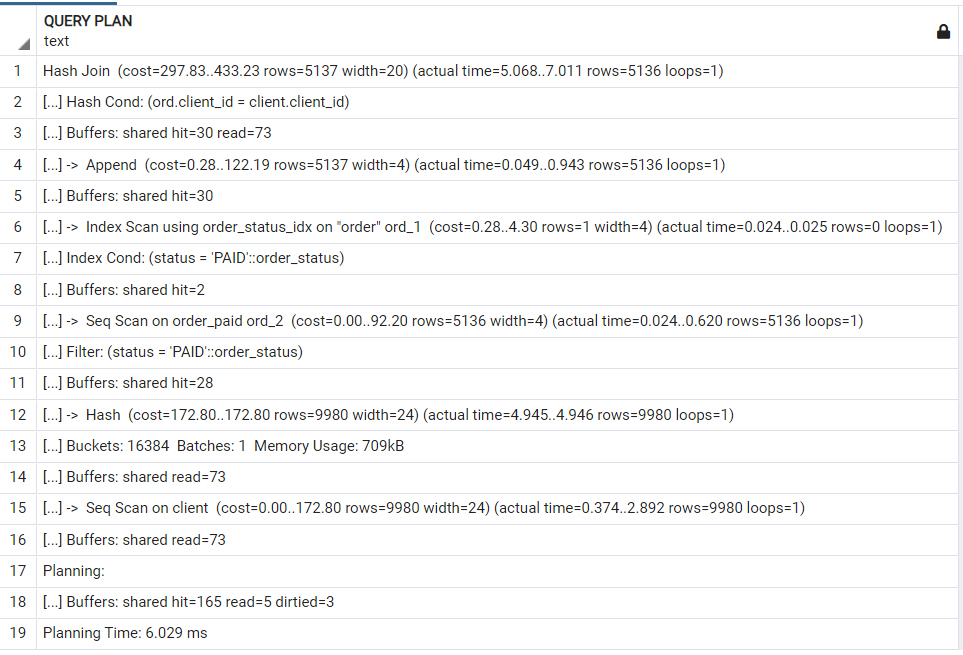 QUERY PLAN
text
1 Hash Join (cost=297.83..433.23 rows=5137 width=20) (actual time=5.068..7.011 rows=5136 loops=1)
2 [...] Hash Cond: (ord.client_id = client.client_id)
3 [...] Buffers: shared hit=30 read=73
4 [...] -> Append (cost=0.28..122.19 rows=5137 width=4) (actual time=0.049..0.943 rows=5136 loops=1)
5 [...] Buffers: shared hit=30
6 [...] -> Index Scan using order_status_idx on "order" ord_1 (cost=0.28..4.30 rows=1 width=4) (actual time=0.024..0.025 rows=0 loops=1)
7 [...] Index Cond: (status = 'PAID'::order_status)
8 [...] Buffers: shared hit=2
9 [...] -> Seq Scan on order_paid ord_2 (cost=0.00..92.20 rows=5136 width=4) (actual time=0.024..0.620 rows=5136 loops=1)
10 [...] Filter: (status = 'PAID'::order_status)
11 [...] Buffers: shared hit=28
12 [...] -> Hash (cost=172.80..172.80 rows=9980 width=24) (actual time=4.945..4.946 rows=9980 loops=1)
13 [...] Buckets: 16384 Batches: 1 Memory Usage: 709kB
14 [...] Buffers: shared read=73
15 [...] -> Seq Scan on client (cost=0.00..172.80 rows=9980 width=24) (actual time=0.374..2.892 rows=9980 loops=1)
16 [...] Buffers: shared read=73
17 Planning:
18 [...] Buffers: shared hit=165 read=5 dirtied=3
19 Planning Time: 6.029 ms